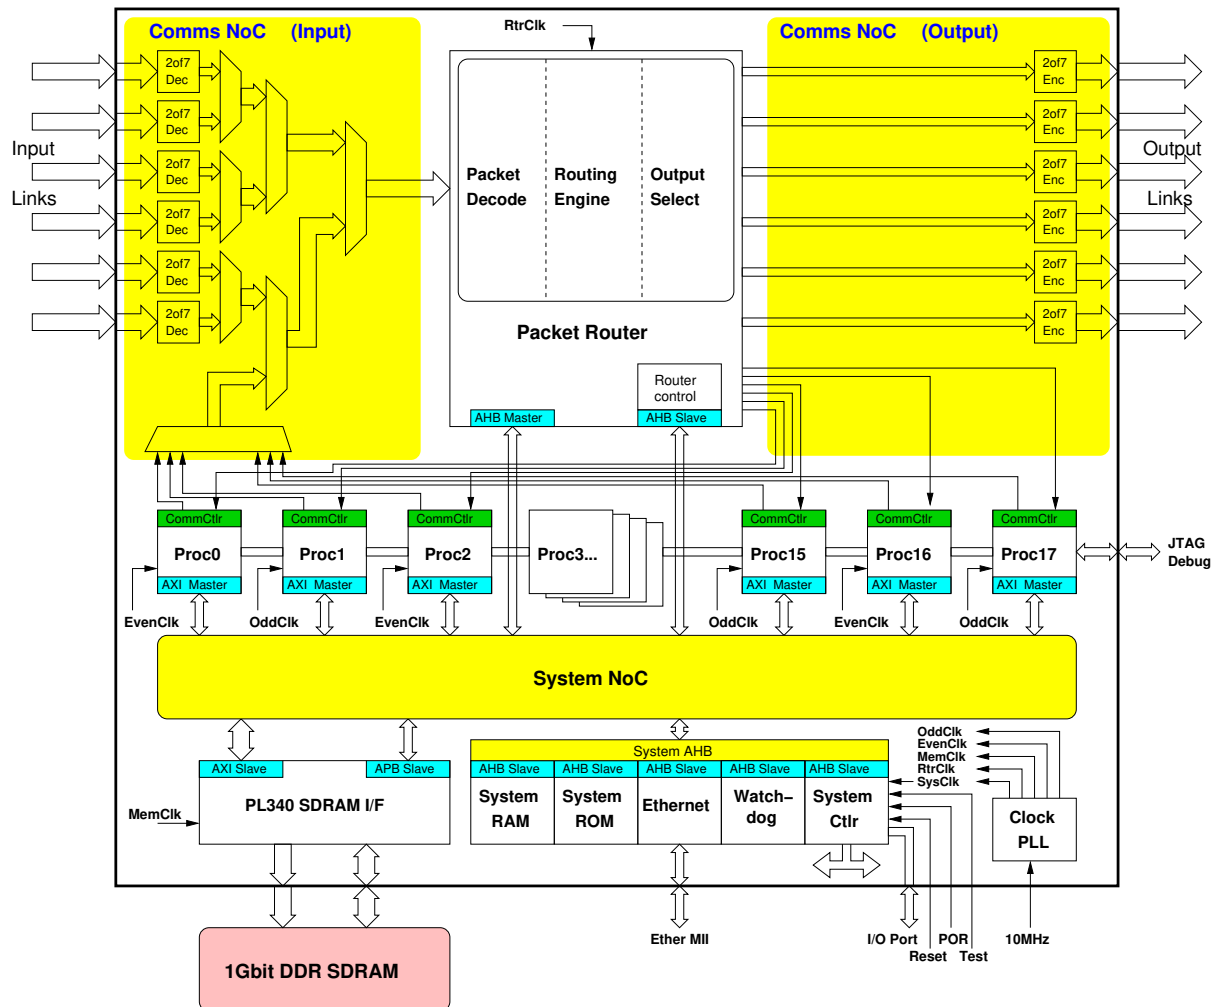 RtrClk
Comms NoC (Input)
Comms NoC (Output)
2of7
Dec
2of7
Dec
2of7
Dec
2of7
Dec
2of7
Dec
2of7
Dec
Input
Links
Packet
Decode
Routing
Engine
Output
Select
Packet Router
Router
control
AHB Master
AHB Slave
2of7
Enc
2of7
Enc
2of7
Enc
2of7
Enc
2of7
Enc
2of7
Enc
Output
Links
CommCtlr
Proc0
AXI Master
EvenClk
CommCtlr
Proc1
AXI Master
OddClk
CommCtlr
Proc2
AXI Master
EvenClk
Proc3...
CommCtlr
Proc15
AXI Master
OddClk
CommCtlr
Proc16
AXI Master
EvenClk
CommCtlr
Proc17
AXI Master
OddClk
JTAG
Debug
System NoC
AXI Slave
APB Slave
PL340 SDRAM I/F
MemClk
System AHB
AHB Slave
System
RAM
AHB Slave
System
ROM
AHB Slave
Ethernet
AHB Slave
Watch–
dog
AHB Slave
System
Ctlr
OddClk
EvenClk
MemClk
RtrClk
SysClk
Clock
PLL
1Gbit DDR SDRAM
Ether MII
I/O Port
Reset
POR
Test
10MHz